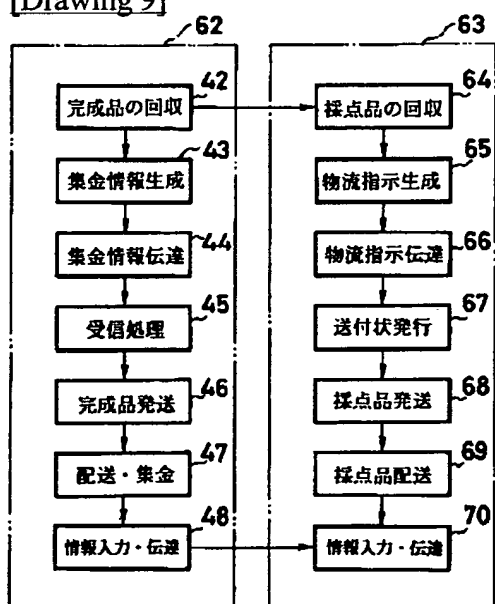 [Drawing 9]
62
63
完成品の回収
42
集金情報生成
43
集金情報伝達
44
受信処理
45
完成品発送
46
配送・集金
47
情報入力・伝達
48
採点品の回収
64
物流指示生成
65
物流指示伝達
66
送付状発行
67
採点品発送
68
採点品配送
69
情報入力・伝達
70